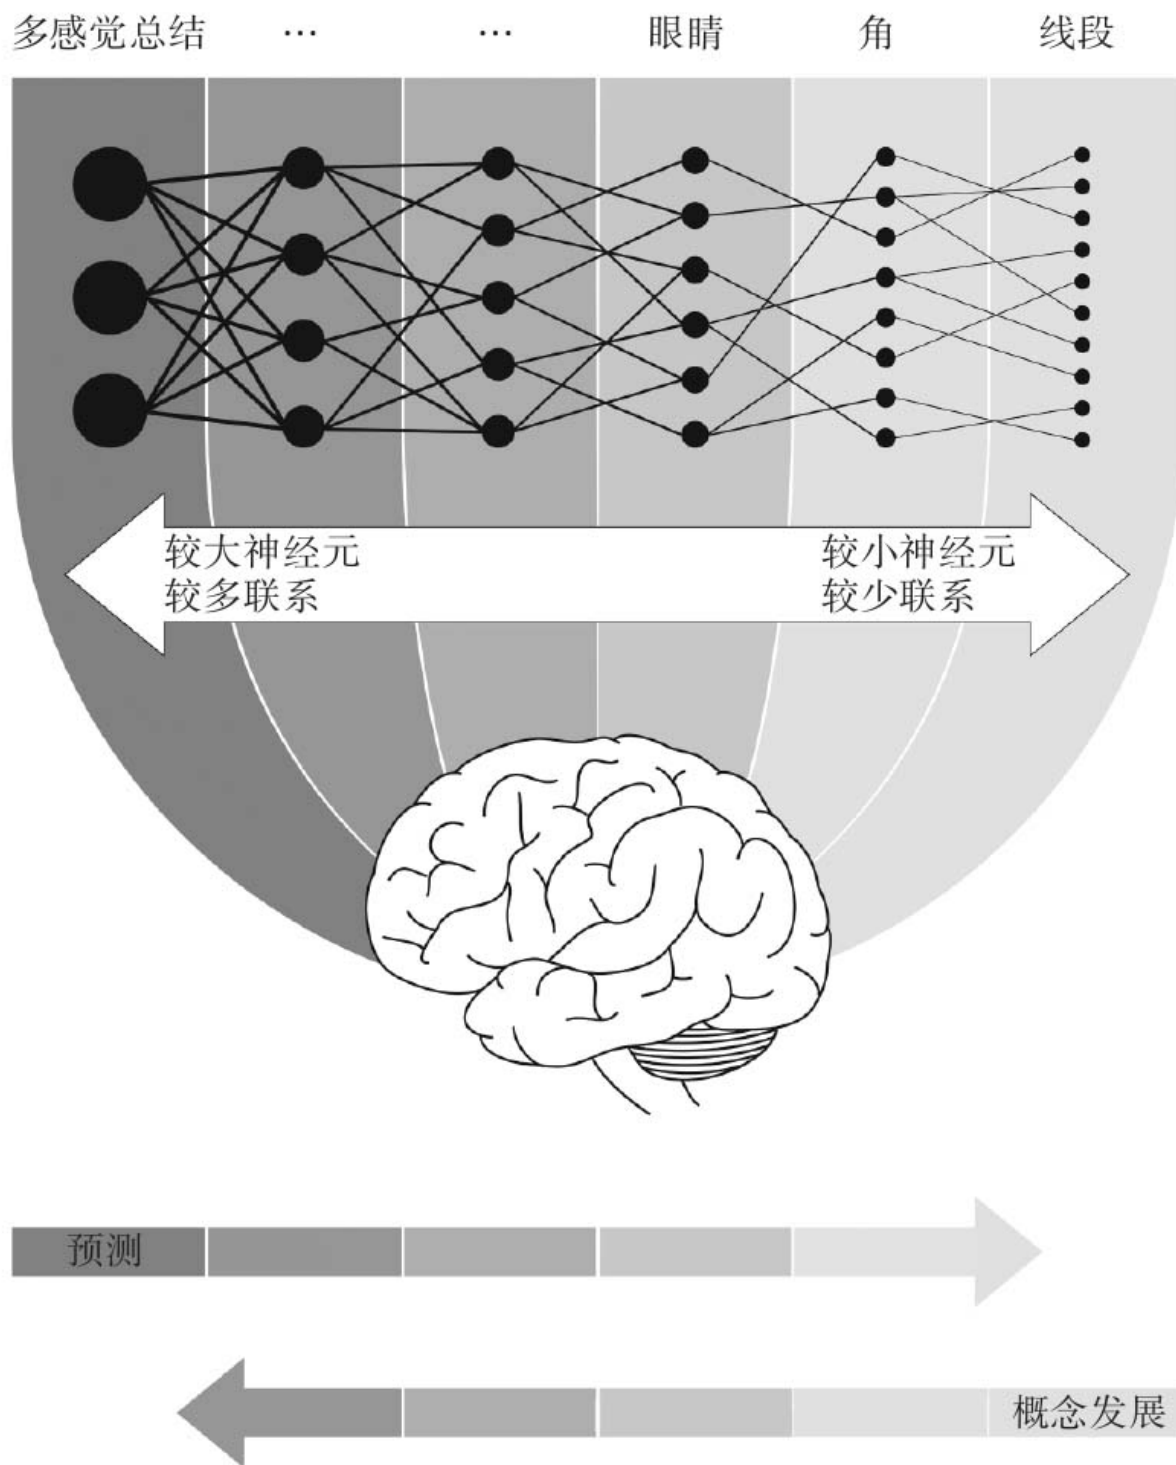 多感觉总结 … … 眼睛 角 线段
较大神经元
较多联系
较小神经元
较少联系
预测
概念发展